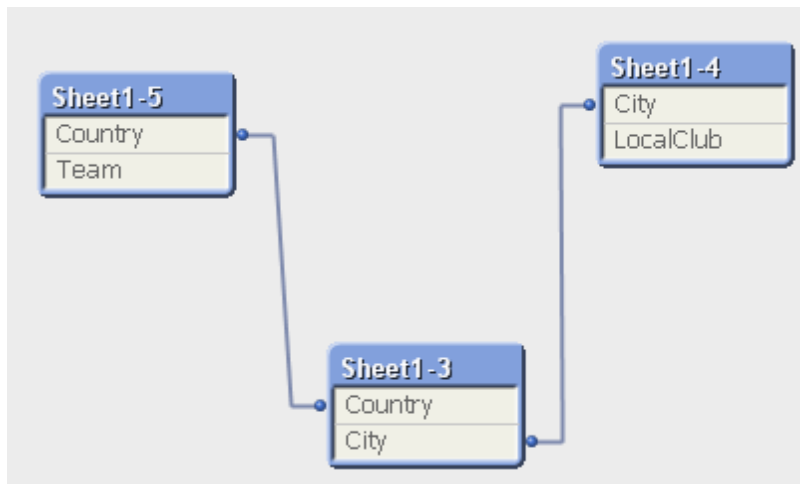 Sheet1-5
Country
Team
Sheet1-4
City
LocalClub
Sheet1-3
Country
City